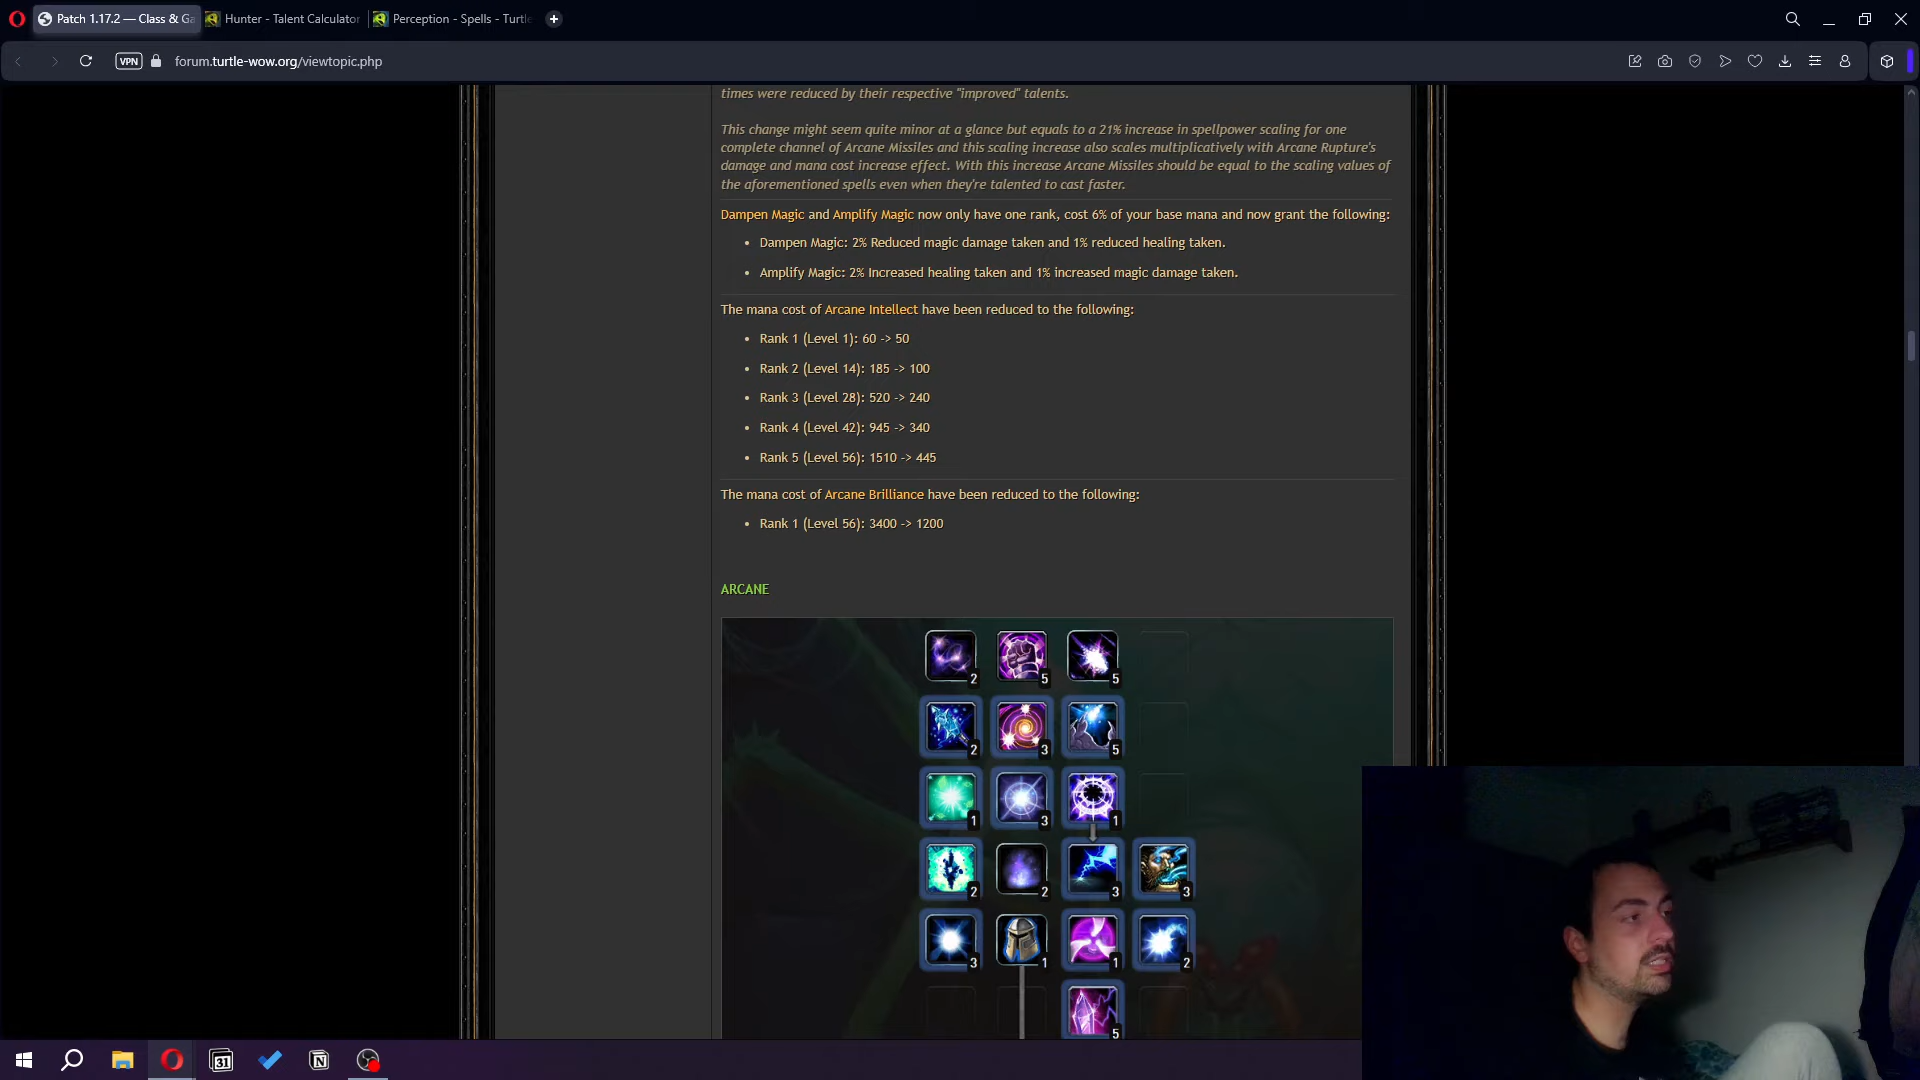 Patch 1.17.2 — Class & Ga
Hunter - Talent Calculator
Perception - Spells - Turtle
VPN
forum.turtle-wow.org/viewtopic.php
times were reduced by their respective "improved" talents.
This change might seem quite minor at a glance but equals to a 21% increase in spellpower scaling for one
complete channel of Arcane Missiles and this scaling increase also scales multiplicatively with Arcane Rupture's
damage and mana cost increase effect. With this increase Arcane Missiles should be equal to the scaling values of
the aforementioned spells even when they're talented to cast faster.
Dampen Magic and Amplify Magic now only have one rank, cost 6% of your base mana and now grant the following:
• Dampen Magic: 2% Reduced magic damage taken and 1% reduced healing taken.
• Amplify Magic: 2% Increased healing taken and 1% increased magic damage taken.
The mana cost of Arcane Intellect have been reduced to the following:
• Rank 1 (Level 1): 60 -> 50
• Rank 2 (Level 14): 185 -> 100
• Rank 3 (Level 28): 520 -> 240
• Rank 4 (Level 42): 945 -> 340
• Rank 5 (Level 56): 1510 -> 445
The mana cost of Arcane Brilliance have been reduced to the following:
• Rank 1 (Level 56): 3400 -> 1200
ARCANE
2 5 5
2 3 5
1 3 1
2 2 3 3
3 1 1 2
5
31